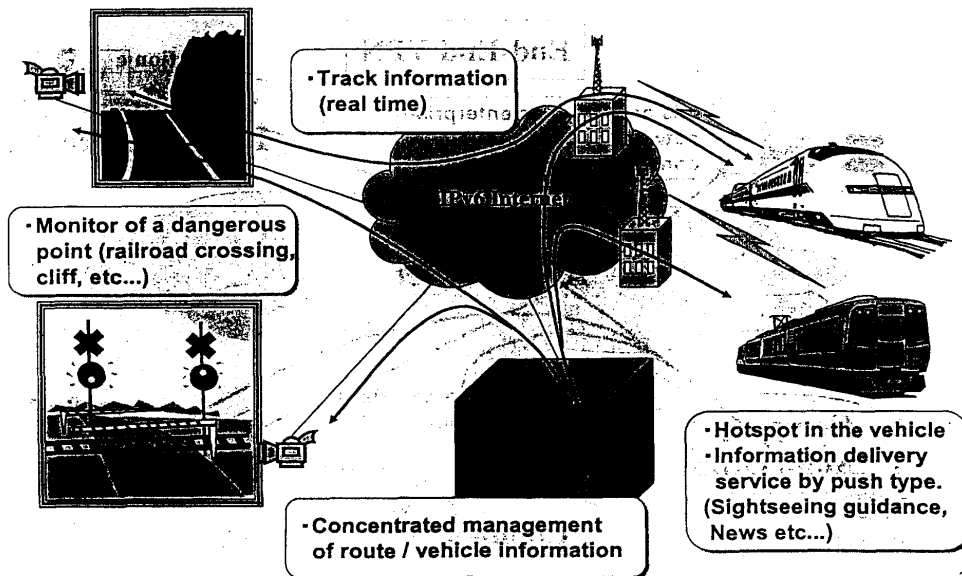 ・Track information
(real time)
IPv6 Internet
・Monitor of a dangerous
point (railroad crossing,
cliff, etc...)
・Hotspot in the vehicle
・Information delivery
service by push type.
(Sightseeing guidance,
News etc...)
・Concentrated management
of route / vehicle information